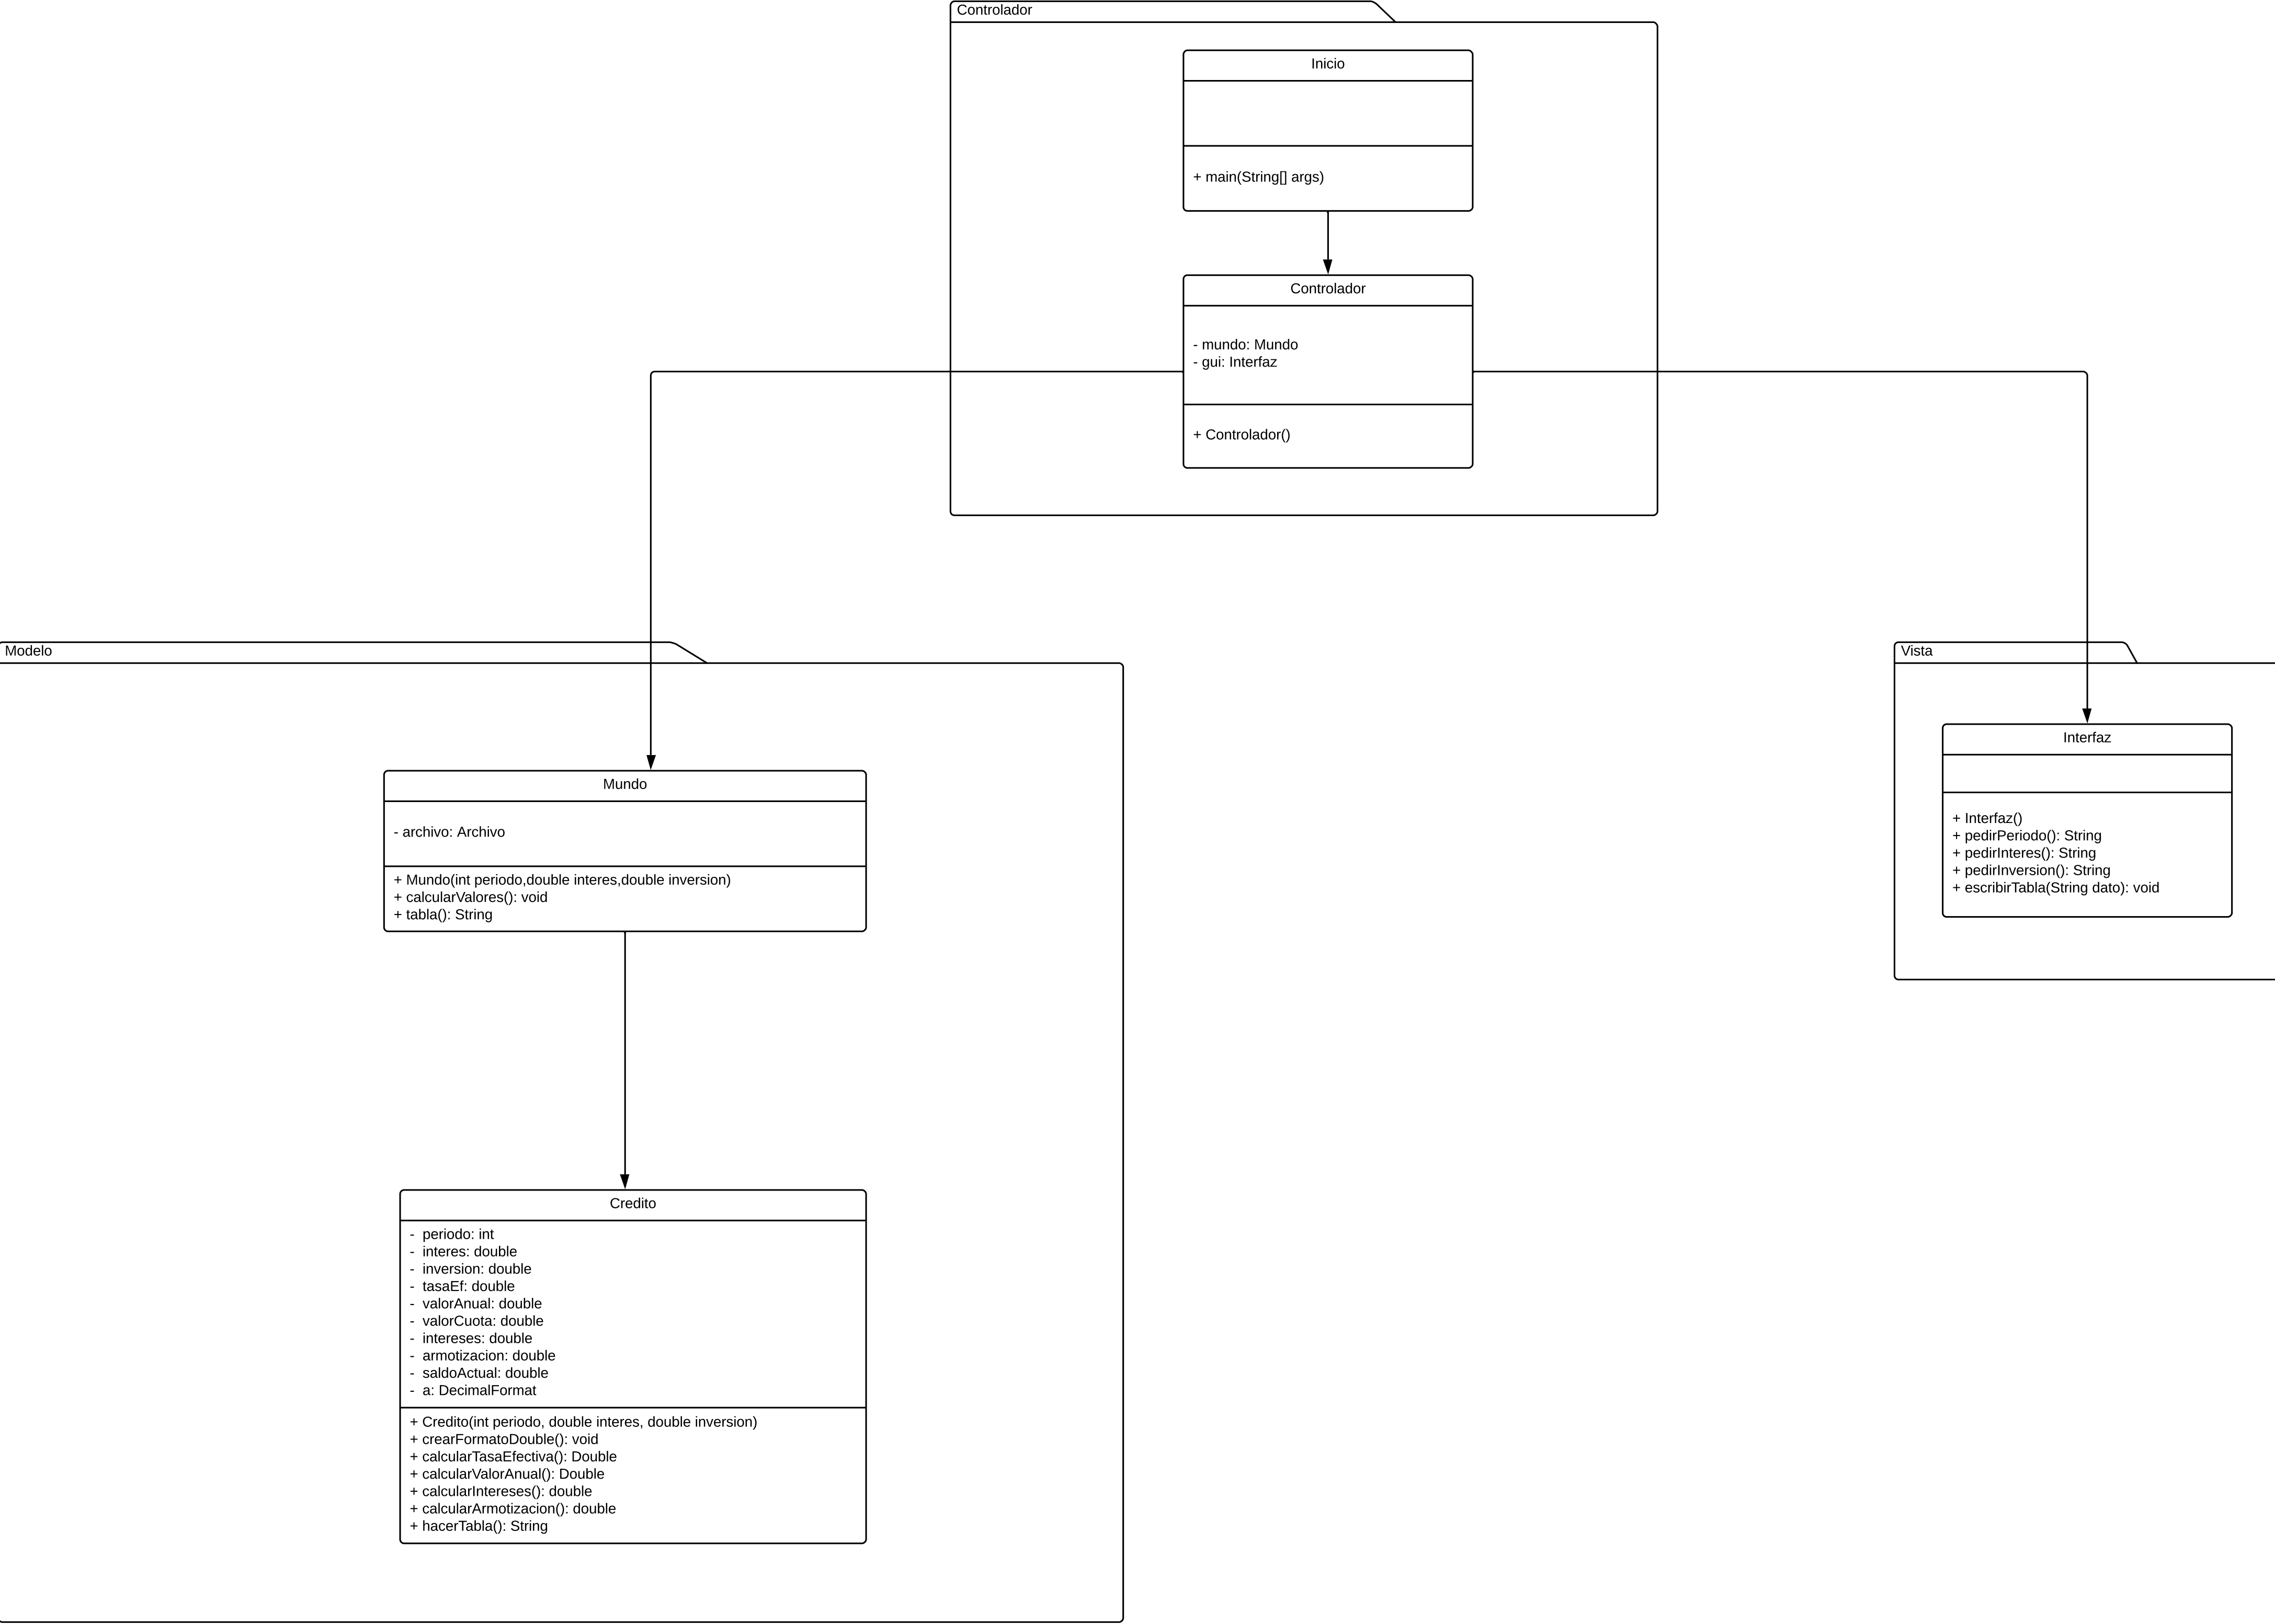 Controlador
Inicio
+ main(String[] args)
Controlador
- mundo: Mundo
- gui: Interfaz
+ Controlador()
Modelo
Mundo
- archivo: Archivo
+ Mundo(int periodo,double interes,double inversion)
+ calcularValores(): void
+ tabla(): String
Credito
- periodo: int
- interes: double
- inversion: double
- tasaEf: double
- valorAnual: double
- valorCuota: double
- intereses: double
- armotizacion: double
- saldoActual: double
- a: DecimalFormat
+ Credito(int periodo, double interes, double inversion)
+ crearFormatoDouble(): void
+ calcularTasaEfectiva(): Double
+ calcularValorAnual(): Double
+ calcularIntereses(): double
+ calcularArmotizacion(): double
+ hacerTabla(): String
Vista
Interfaz
+ Interfaz()
+ pedirPeriodo(): String
+ pedirInteres(): String
+ pedirInversion(): String
+ escribirTabla(String dato): void